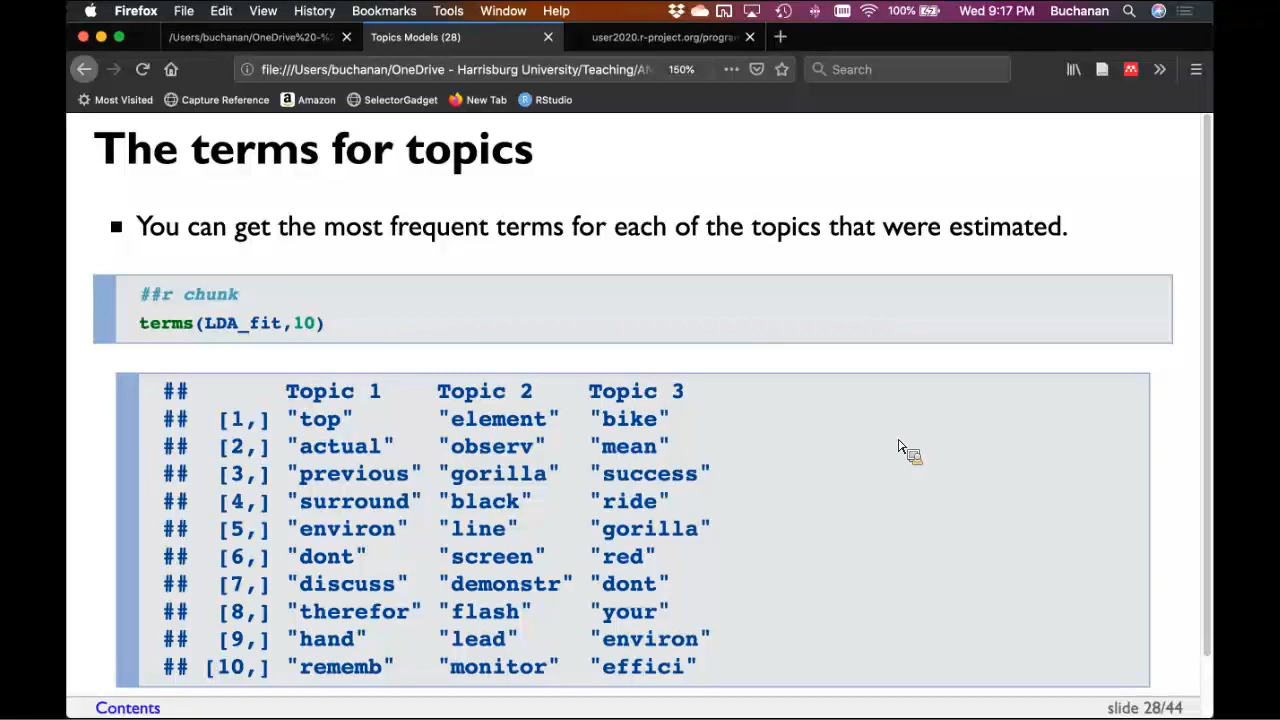 Firefox File Edit View History Bookmarks Tools Window Help 100% Wed 9:17 PM Buchanan
/Users/buchanan/OneDrive%20-% Topics Models (28) user2020.r-project.org/progra
file:///Users/buchanan/OneDrive - Harrisburg University/Teaching/AN 150% Search
Most Visited Capture Reference Amazon SelectorGadget New Tab RStudio
The terms for topics
You can get the most frequent terms for each of the topics that were estimated.
##r chunk
terms(LDA_fit,10)
## Topic 1 Topic 2 Topic 3
## [1,] "top" "element" "bike"
## [2,] "actual" "observ" "mean"
## [3,] "previous" "gorilla" "success"
## [4,] "surround" "black" "ride"
## [5,] "environ" "line" "gorilla"
## [6,] "dont" "screen" "red"
## [7,] "discuss" "demonstr" "dont"
## [8,] "therefor" "flash" "your"
## [9,] "hand" "lead" "environ"
## [10,] "rememb" "monitor" "effici"
Contents slide 28/44